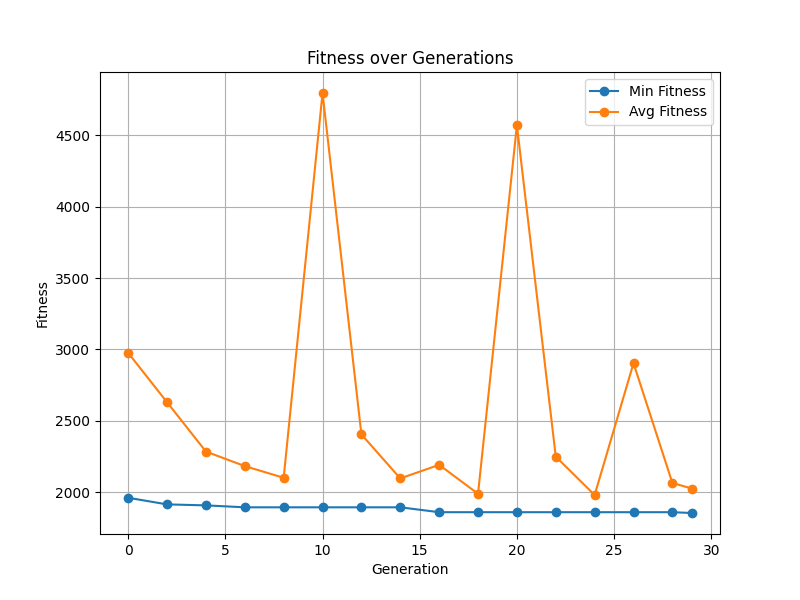 Fitness over Generations
Min Fitness
Avg Fitness
4500
4000
3500
3000
2500
2000
Fitness
0 5 10 15 20 25 30
Generation